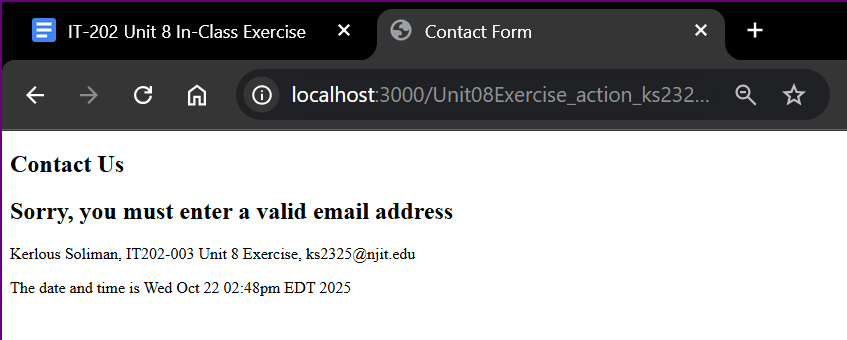 IT-202 Unit 8 In-Class Exercise
Contact Form
localhost:3000/Unit08Exercise_action_ks232...
Contact Us
Sorry, you must enter a valid email address
Kerlous Soliman, IT202-003 Unit 8 Exercise, ks2325@njit.edu
The date and time is Wed Oct 22 02:48pm EDT 2025